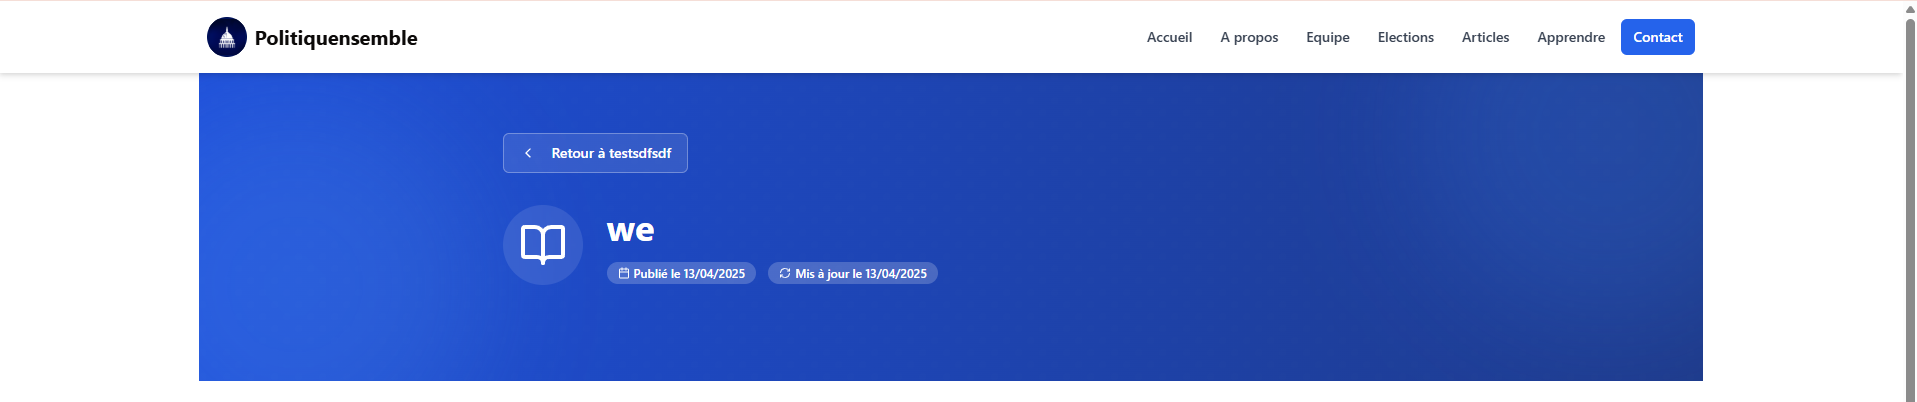 Politiquensemble
Accueil A propos Equipe Elections Articles Apprendre Contact
Retour à testsdfsdf
we
Publié le 13/04/2025 Mis à jour le 13/04/2025